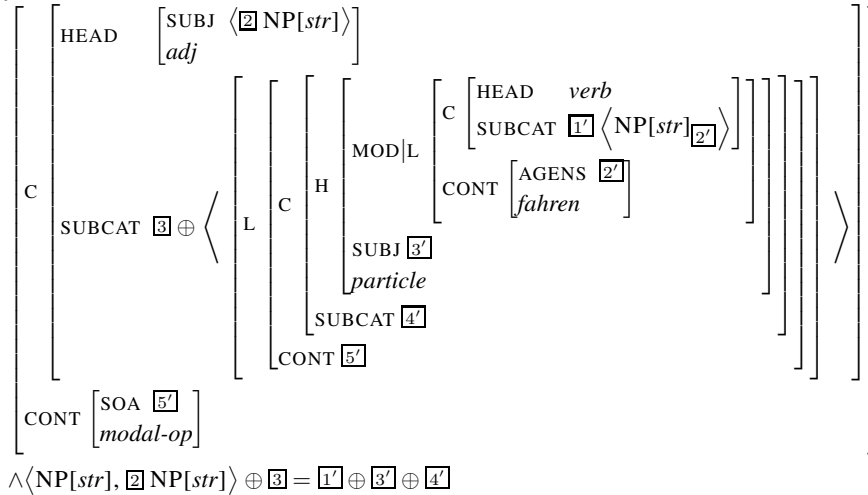 HEAD [SUBJ ⟨[2] NP[str]⟩
adj]
C [HEAD verb
SUBCAT [1′] ⟨NP[str][2′]⟩]
MOD|L
H
CONT [AGENS [2′]
fahren]
C
C
SUBCAT [3] ⊕ ⟨ L
SUBJ [3′]
particle
SUBCAT [4′]
CONT [5′] ⟩
CONT [SOA [5′]
modal-op]
∧⟨NP[str], [2] NP[str]⟩ ⊕ [3] = [1′] ⊕ [3′] ⊕ [4′]